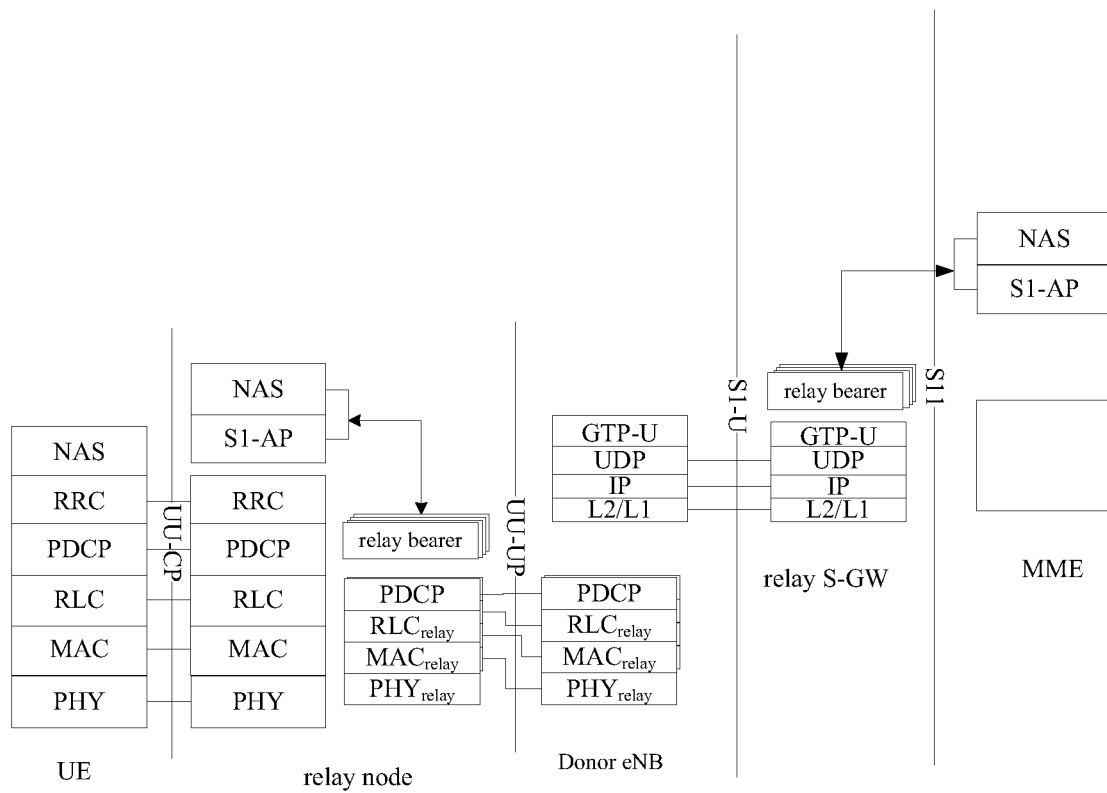 NAS
RRC
PDCP
RLC
MAC
PHY
UE
UU-CP
NAS
S1-AP
RRC
PDCP
RLC
MAC
PHY
relay bearer
PDCP
RLCrelay
MACrelay
PHYrelay
relay node
UU-UP
GTP-U
UDP
IP
L2/L1
PDCP
RLCrelay
MACrelay
PHYrelay
Donor eNB
S1-U
relay bearer
GTP-U
UDP
IP
L2/L1
relay S-GW
S11
NAS
S1-AP
MME